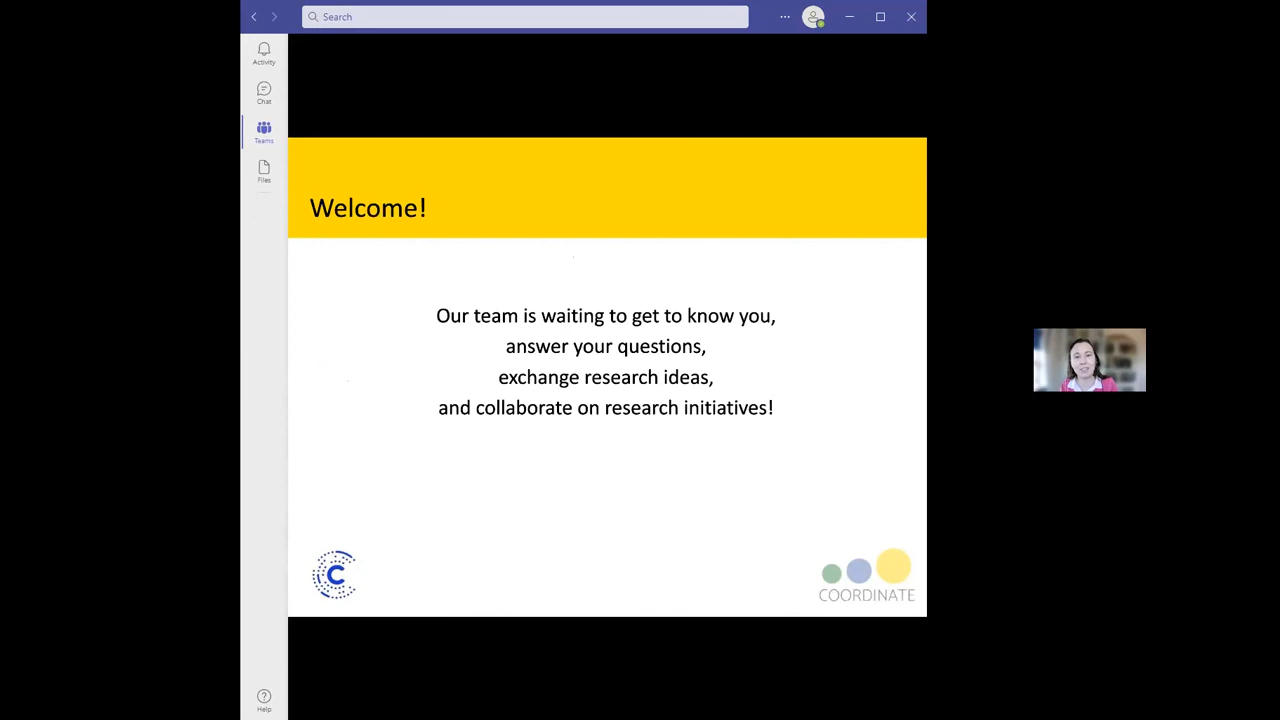 Search
Activity
Chat
Teams
Files
Welcome!
Our team is waiting to get to know you,
answer your questions,
exchange research ideas,
and collaborate on research initiatives!
C
COORDINATE
Help